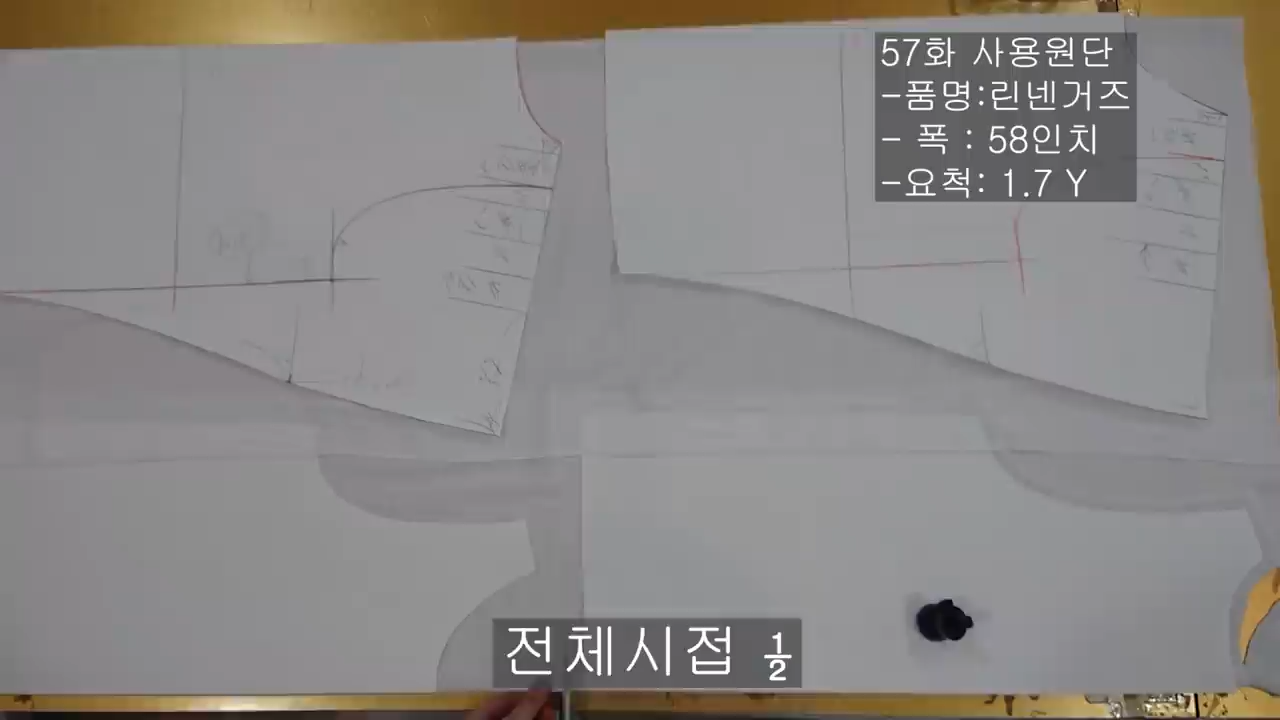 57화 사용원단
-품명:린넨거즈
- 폭 : 58인치
-요척: 1.7 Y
전체시접 ½